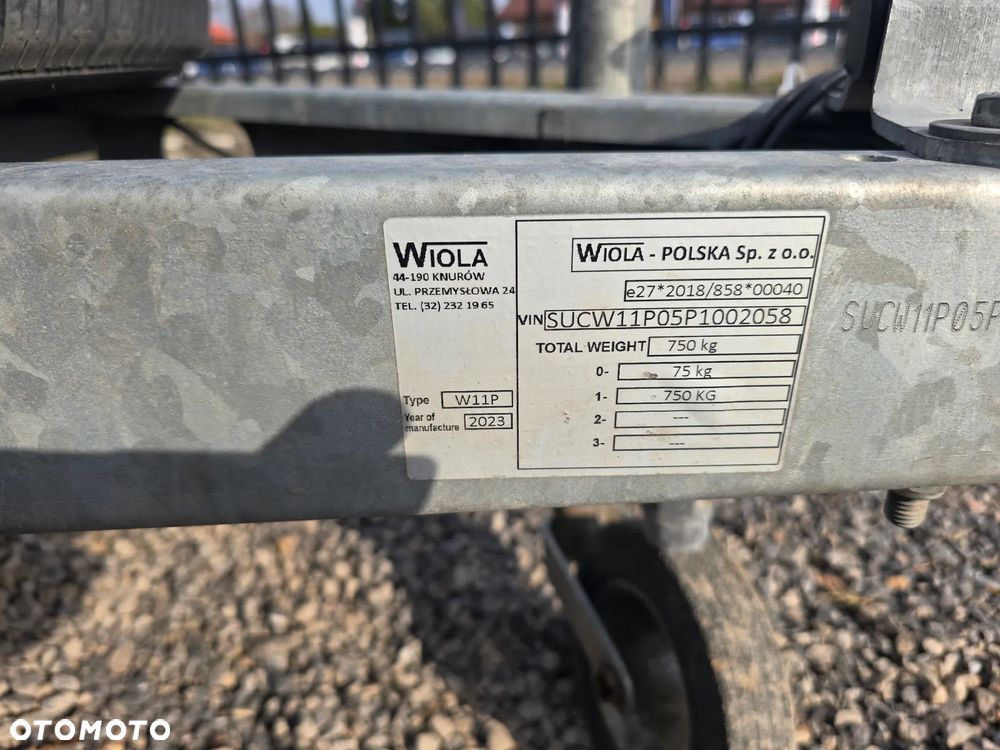 WIOLA
44-190 KNURÓW
UL. PRZEMYSŁOWA 24
TEL. (32) 232 19 65
Type W11P
Year of manufacture 2023
WIOLA - POLSKA Sp. z o.o.
e27*2018/858*00040
VIN SUCW11P05P1002058
TOTAL WEIGHT 750 kg
0- 75 kg
1- 750 KG
2- ---
3- ---
SUCW11P05P
OTOMOTO